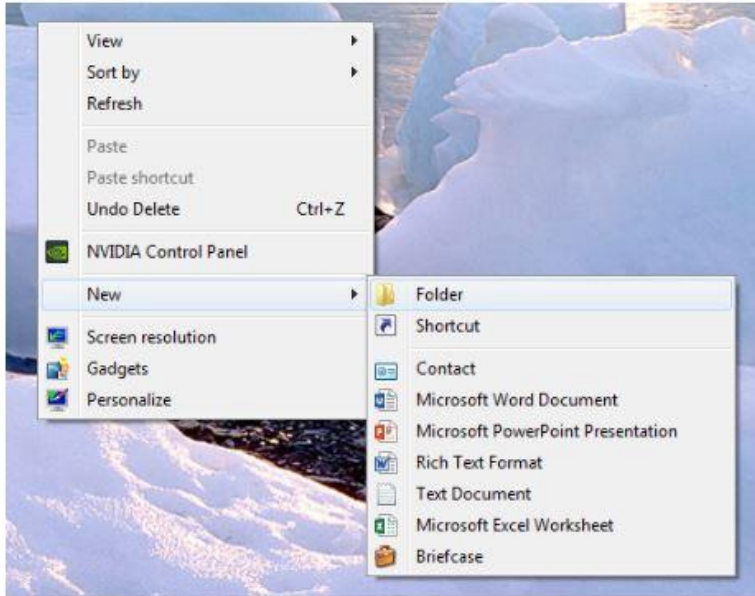 View
Sort by
Refresh
Paste
Paste shortcut
Undo Delete Ctrl+Z
NVIDIA Control Panel
New
Screen resolution
Gadgets
Personalize
Folder
Shortcut
Contact
Microsoft Word Document
Microsoft PowerPoint Presentation
Rich Text Format
Text Document
Microsoft Excel Worksheet
Briefcase